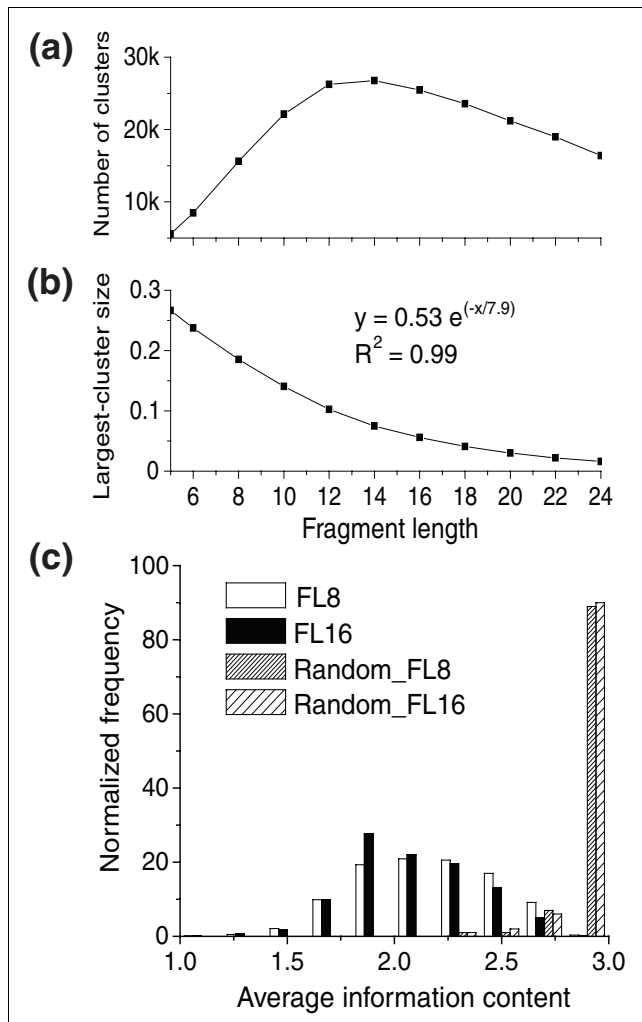 (a)
Number of clusters
30k
20k
10k
(b)
Largest-cluster size
0.3
0.2
0.1
0
y = 0.53 e(-x/7.9)
R2 = 0.99
6 8 10 12 14 16 18 20 22 24
Fragment length
(c)
Normalized frequency
100
80
60
40
20
0
FL8
FL16
Random_FL8
Random_FL16
1.0 1.5 2.0 2.5 3.0
Average information content